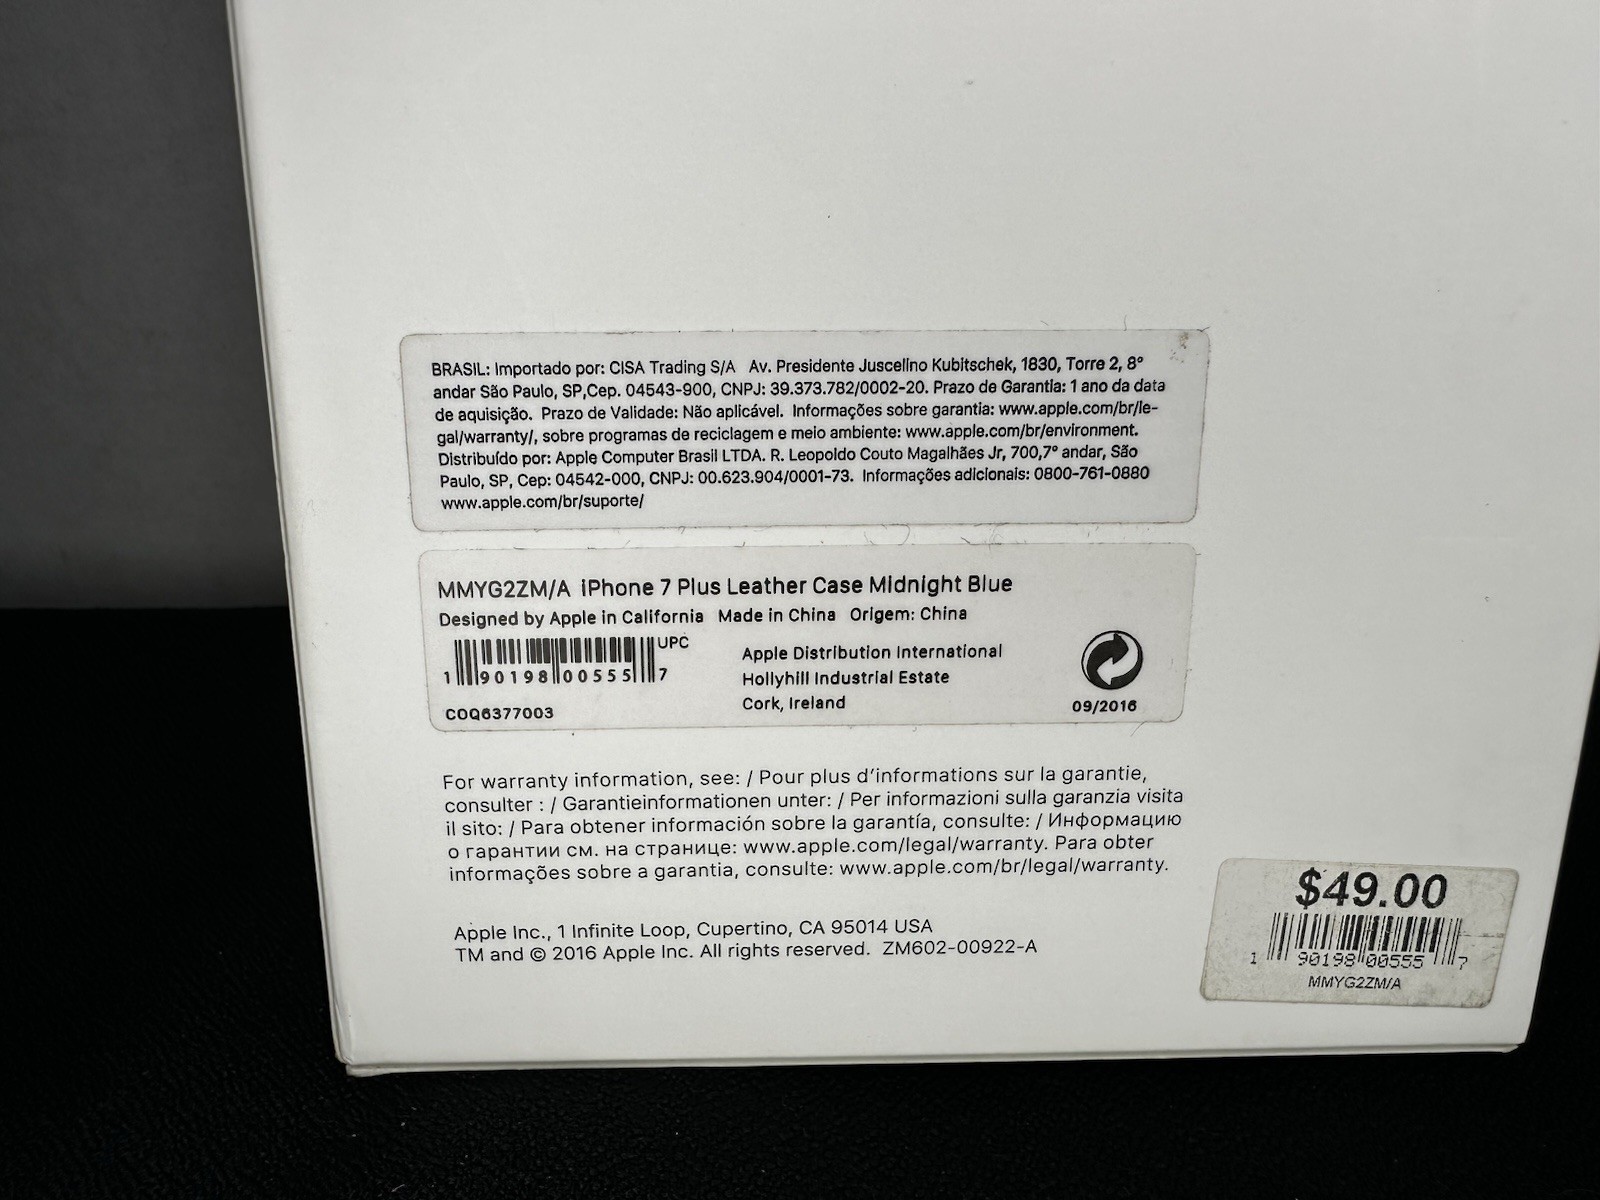 BRASIL: Importado por: CISA Trading S/A Av. Presidente Juscelino Kubitschek, 1830, Torre 2, 8°
andar São Paulo, SP,Cep. 04543-900, CNPJ: 39.373.782/0002-20. Prazo de Garantia: 1 ano da data
de aquisição. Prazo de Validade: Não aplicável. Informações sobre garantia: www.apple.com/br/le-
gal/warranty/, sobre programas de reciclagem e meio ambiente: www.apple.com/br/environment.
Distribuído por: Apple Computer Brasil LTDA. R. Leopoldo Couto Magalhães Jr, 700,7° andar, São
Paulo, SP, Cep: 04542-000, CNPJ: 00.623.904/0001-73. Informações adicionais: 0800-761-0880
www.apple.com/br/suporte/
MMYG2ZM/A iPhone 7 Plus Leather Case Midnight Blue
Designed by Apple in California Made in China Origem: China
UPC
1 90198 00555 7
COQ6377003
Apple Distribution International
Hollyhill Industrial Estate
Cork, Ireland
09/2016
For warranty information, see: / Pour plus d'informations sur la garantie,
consulter : / Garantieinformationen unter: / Per informazioni sulla garanzia visita
il sito: / Para obtener información sobre la garantía, consulte: / Информацию
о гарантии см. на странице: www.apple.com/legal/warranty. Para obter
informações sobre a garantia, consulte: www.apple.com/br/legal/warranty.
Apple Inc., 1 Infinite Loop, Cupertino, CA 95014 USA
TM and © 2016 Apple Inc. All rights reserved. ZM602-00922-A
$49.00
1 90198 00555 7
MMYG2ZM/A